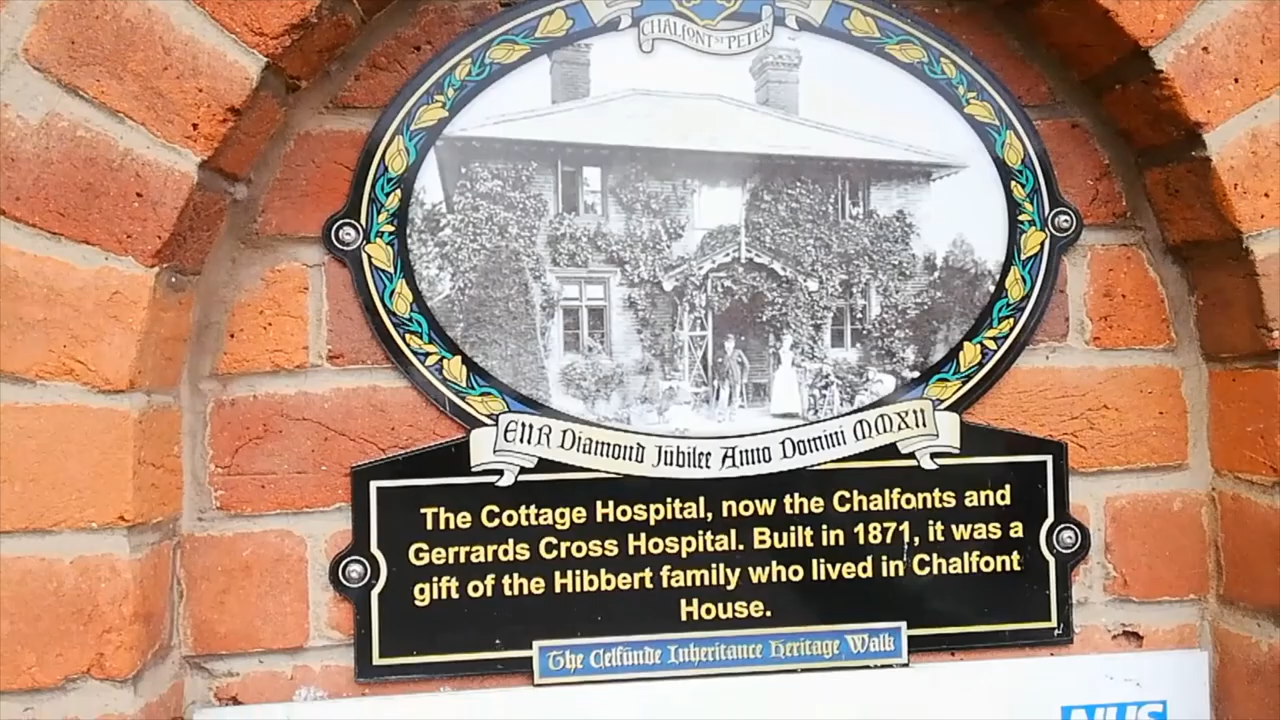 CHALFONT ST PETER
EIIR Diamond Jubilee Anno Domini MMXII
The Cottage Hospital, now the Chalfonts and
Gerrards Cross Hospital. Built in 1871, it was a
gift of the Hibbert family who lived in Chalfont
House.
The Celfùnde Inheritance Heritage Walk
NHS